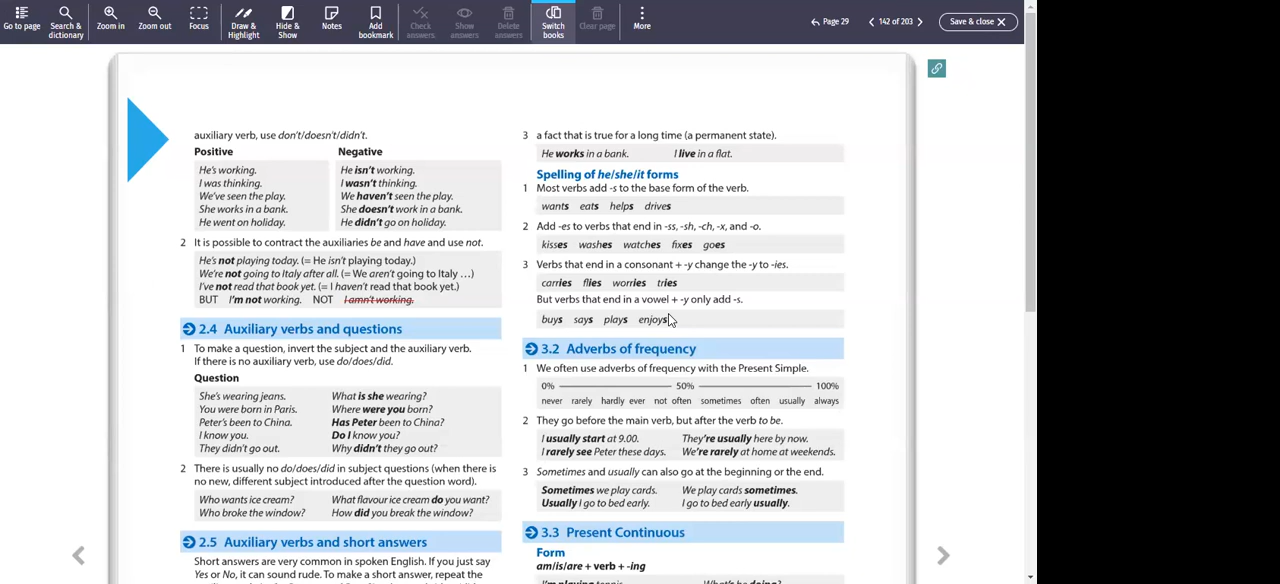 Go to page
Search & dictionary
Zoom in
Zoom out
Focus
Draw & Highlight
Hide & Show
Notes
Add bookmark
Check answers
Show answers
Delete answers
Switch books
Clear page
More
Page 29
142 of 203
Save & close
auxiliary verb, use don't/doesn't/didn't.
Positive Negative
He's working. He isn't working.
I was thinking. I wasn't thinking.
We've seen the play. We haven't seen the play.
She works in a bank. She doesn't work in a bank.
He went on holiday. He didn't go on holiday.
2 It is possible to contract the auxiliaries be and have and use not.
He's not playing today. (= He isn't playing today.)
We're not going to Italy after all. (= We aren't going to Italy …)
I've not read that book yet. (= I haven't read that book yet.)
BUT I'm not working. NOT I amn't working.
2.4 Auxiliary verbs and questions
1 To make a question, invert the subject and the auxiliary verb.
If there is no auxiliary verb, use do/does/did.
Question
She's wearing jeans. What is she wearing?
You were born in Paris. Where were you born?
Peter's been to China. Has Peter been to China?
I know you. Do I know you?
They didn't go out. Why didn't they go out?
2 There is usually no do/does/did in subject questions (when there is
no new, different subject introduced after the question word).
Who wants ice cream? What flavour ice cream do you want?
Who broke the window? How did you break the window?
2.5 Auxiliary verbs and short answers
Short answers are very common in spoken English. If you just say
Yes or No, it can sound rude. To make a short answer, repeat the
3 a fact that is true for a long time (a permanent state).
He works in a bank. I live in a flat.
Spelling of he/she/it forms
1 Most verbs add -s to the base form of the verb.
wants eats helps drives
2 Add -es to verbs that end in -ss, -sh, -ch, -x, and -o.
kisses washes watches fixes goes
3 Verbs that end in a consonant + -y change the -y to -ies.
carries flies worries tries
But verbs that end in a vowel + -y only add -s.
buys says plays enjoys
3.2 Adverbs of frequency
1 We often use adverbs of frequency with the Present Simple.
0% 50% 100%
never rarely hardly ever not often sometimes often usually always
2 They go before the main verb, but after the verb to be.
I usually start at 9.00. They're usually here by now.
I rarely see Peter these days. We're rarely at home at weekends.
3 Sometimes and usually can also go at the beginning or the end.
Sometimes we play cards. We play cards sometimes.
Usually I go to bed early. I go to bed early usually.
3.3 Present Continuous
Form
am/is/are + verb + -ing
I'm playing tennis. What's he doing?